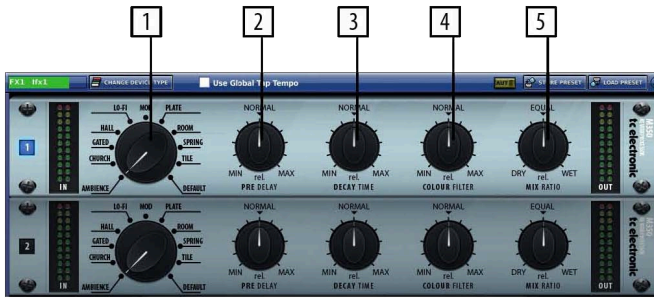 1 2 3 4 5
FX1 Ifx1 CHANGE DEVICE TYPE Use Global Tap Tempo AUX STORE PRESET LOAD PRESET
LO-FI MOD PLATE NORMAL NORMAL NORMAL EQUAL
HALL ROOM
GATED SPRING
1
CHURCH TILE
AMBIENCE DEFAULT
MIN rel. MAX MIN rel. MAX MIN rel. MAX DRY rel. WET
IN PRE DELAY DECAY TIME COLOUR FILTER MIX RATIO OUT
M350
tc electronic
LO-FI MOD PLATE NORMAL NORMAL NORMAL EQUAL
HALL ROOM
GATED SPRING
2
CHURCH TILE
AMBIENCE DEFAULT
MIN rel. MAX MIN rel. MAX MIN rel. MAX DRY rel. WET
IN PRE DELAY DECAY TIME COLOUR FILTER MIX RATIO OUT
M350
tc electronic